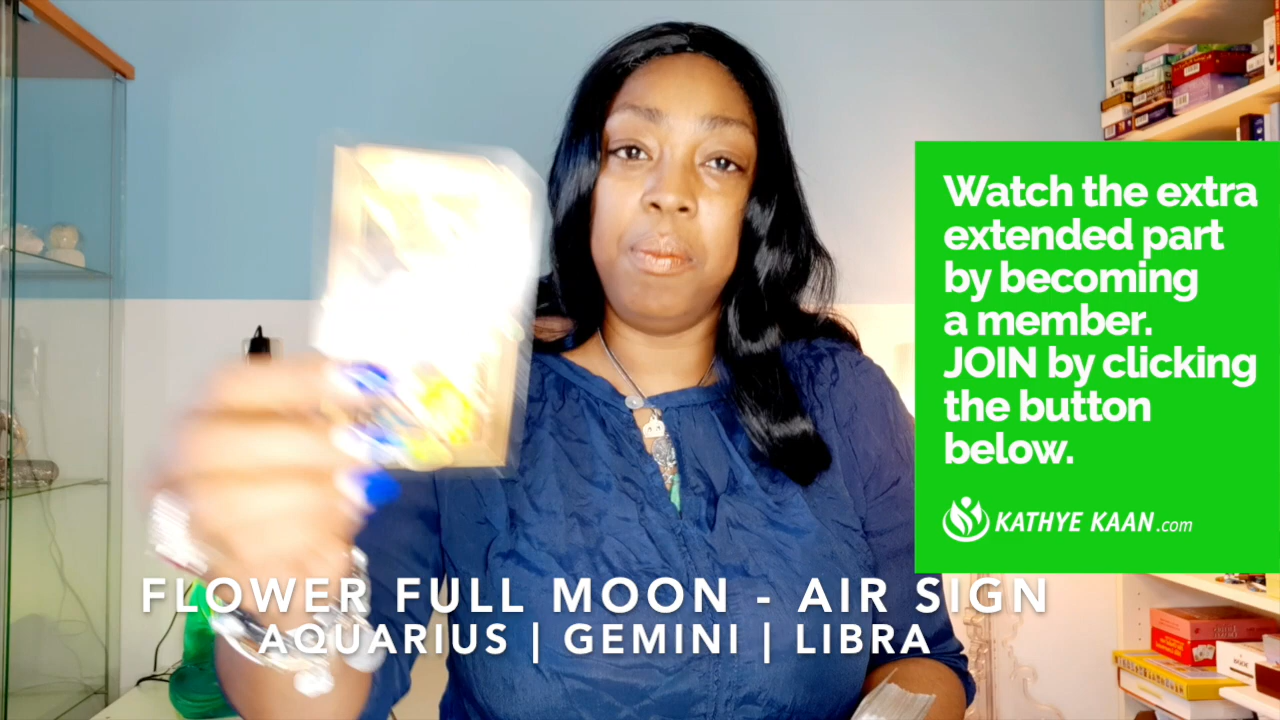 Watch the extra
extended part
by becoming
a member.
JOIN by clicking
the button
below.
KATHYE KAAN.com
FLOWER FULL MOON - AIR SIGN
AQUARIUS | GEMINI | LIBRA